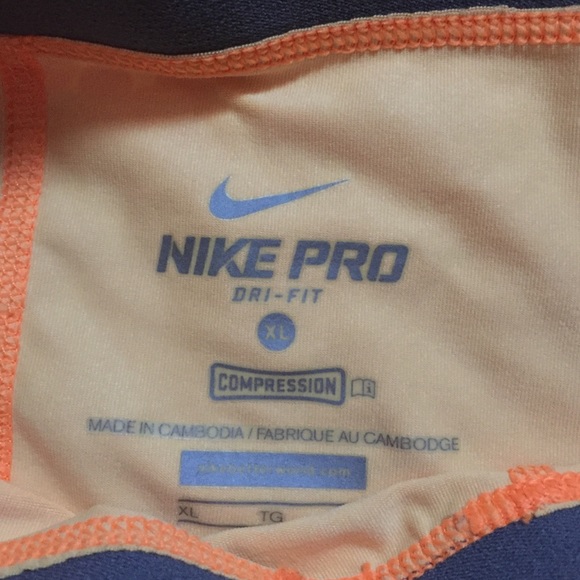 NIKE PRO
DRI-FIT
XL
COMPRESSION
MADE IN CAMBODIA / FABRIQUE AU CAMBODGE
XL TG